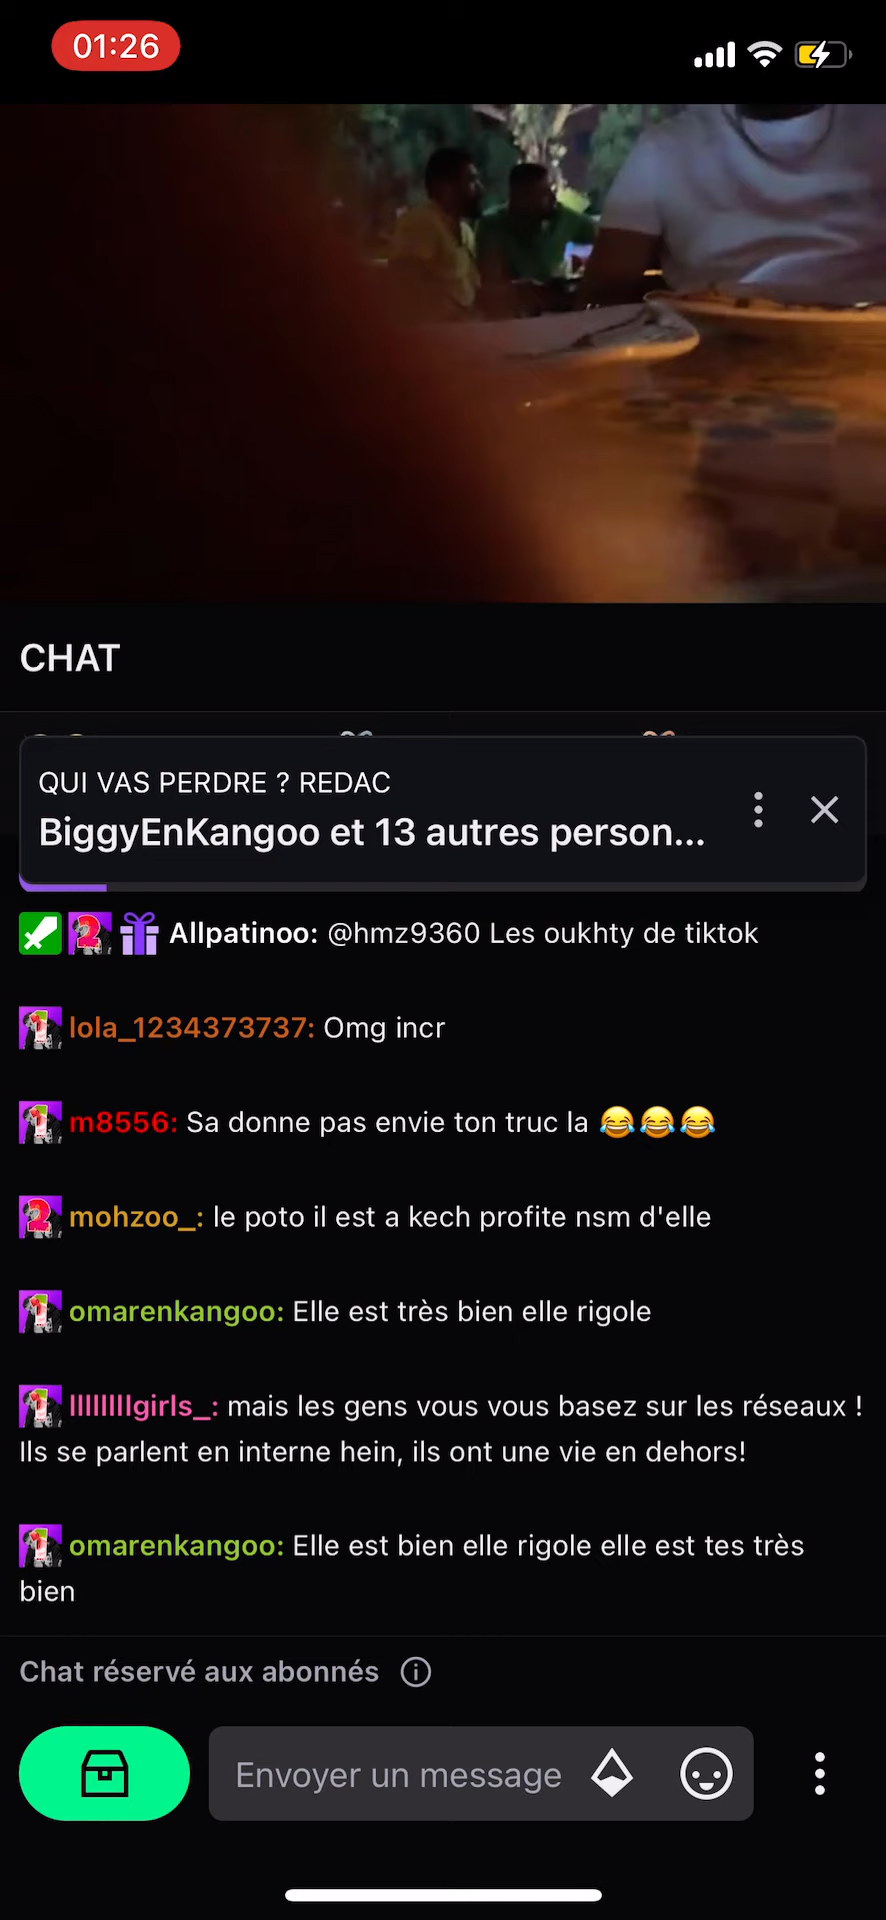 01:26
CHAT
QUI VAS PERDRE ? REDAC
BiggyEnKangoo et 13 autres person...
Allpatinoo: @hmz9360 Les oukhty de tiktok
lola_1234373737: Omg incr
m8556: Sa donne pas envie ton truc la 😂😂😂
mohzoo_: le poto il est a kech profite nsm d'elle
omarenkangoo: Elle est très bien elle rigole
llllllllgirls_: mais les gens vous vous basez sur les réseaux !
Ils se parlent en interne hein, ils ont une vie en dehors!
omarenkangoo: Elle est bien elle rigole elle est tes très
bien
Chat réservé aux abonnés
Envoyer un message